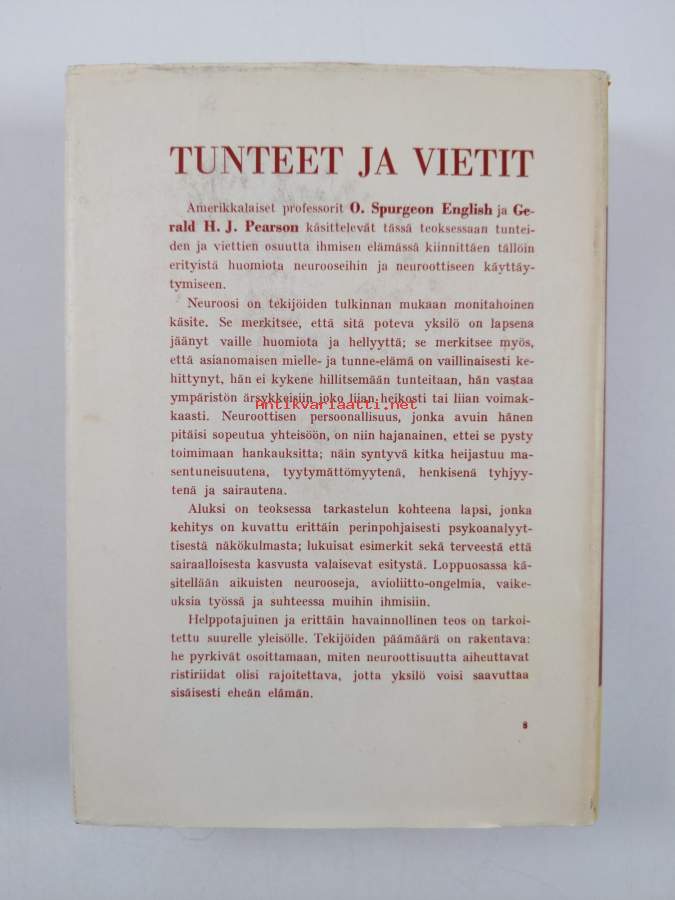 TUNTEET JA VIETIT
Amerikkalaiset professorit O. Spurgeon English ja Ge-
rald H. J. Pearson käsittelevät tässä teoksessaan tuntei-
den ja viettien osuutta ihmisen elämässä kiinnittäen tällöin
erityistä huomiota neurooseihin ja neuroottiseen käyttäy-
tymiseen.
Neuroosi on tekijöiden tulkinnan mukaan monitahoinen
käsite. Se merkitsee, että sitä poteva yksilö on lapsena
jäänyt vaille huomiota ja hellyyttä; se merkitsee myös,
että asianomaisen mielle- ja tunne-elämä on vaillinaisesti ke-
hittynyt, hän ei kykene hillitsemään tunteitaan, hän vastaa
ympäristön ärsykkeisiin joko liian heikosti tai liian voimak-
Antikvariaatti.net
kaasti. Neuroottisen persoonallisuus, jonka avuin hänen
pitäisi sopeutua yhteisöön, on niin hajanainen, ettei se pysty
toimimaan hankauksitta; näin syntyvä kitka heijastuu ma-
sentuneisuutena, tyytymättömyytenä, henkisenä tyhjyy-
tenä ja sairautena.
Aluksi on teoksessa tarkastelun kohteena lapsi, jonka
kehitys on kuvattu erittäin perinpohjaisesti psykoanalyyt-
tisestä näkökulmasta; lukuisat esimerkit sekä terveestä että
sairaalloisesta kasvusta valaisevat esitystä. Loppuosassa kä-
sitellään aikuisten neurooseja, avioliitto-ongelmia, vaike-
uksia työssä ja suhteessa muihin ihmisiin.
Helppotajuinen ja erittäin havainnollinen teos on tarkoi-
tettu suurelle yleisölle. Tekijöiden päämäärä on rakentava:
he pyrkivät osoittamaan, miten neuroottisuutta aiheuttavat
ristiriidat olisi rajoitettava, jotta yksilö voisi saavuttaa
sisäisesti eheän elämän.
8